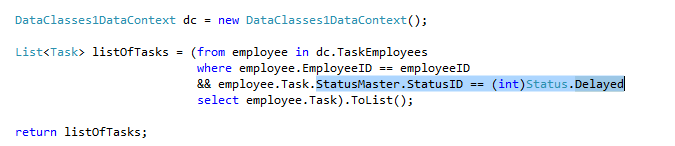 DataClasses1DataContext dc = new DataClasses1DataContext();
List<Task> listOfTasks = (from employee in dc.TaskEmployees
where employee.EmployeeID == employeeID
&& employee.Task.StatusMaster.StatusID == (int)Status.Delayed
select employee.Task).ToList();
return listOfTasks;